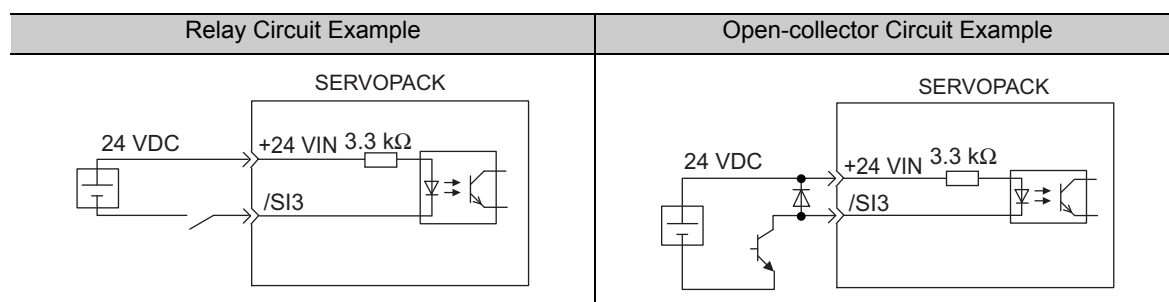 Relay Circuit Example
Open-collector Circuit Example
SERVOPACK
24 VDC
+24 VIN 3.3 kΩ
/SI3
SERVOPACK
24 VDC
+24 VIN 3.3 kΩ
/SI3